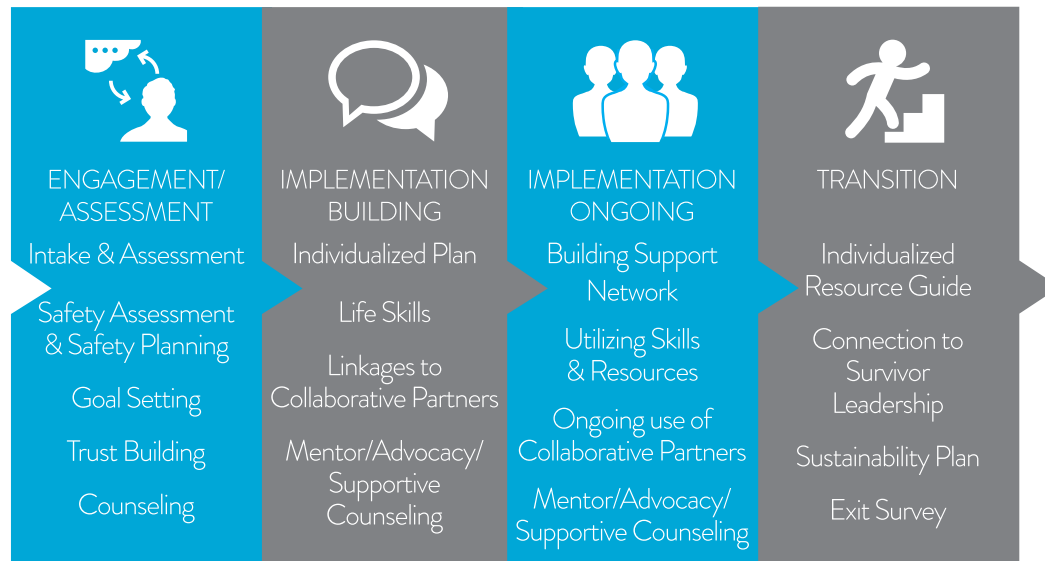 ENGAGEMENT/
ASSESSMENT
Intake & Assessment
Safety Assessment
& Safety Planning
Goal Setting
Trust Building
Counseling
IMPLEMENTATION
BUILDING
Individualized Plan
Life Skills
Linkages to
Collaborative Partners
Mentor/Advocacy/
Supportive
Counseling
IMPLEMENTATION
ONGOING
Building Support
Network
Utilizing Skills
& Resources
Ongoing use of
Collaborative Partners
Mentor/Advocacy/
Supportive Counseling
TRANSITION
Individualized
Resource Guide
Connection to
Survivor
Leadership
Sustainability Plan
Exit Survey